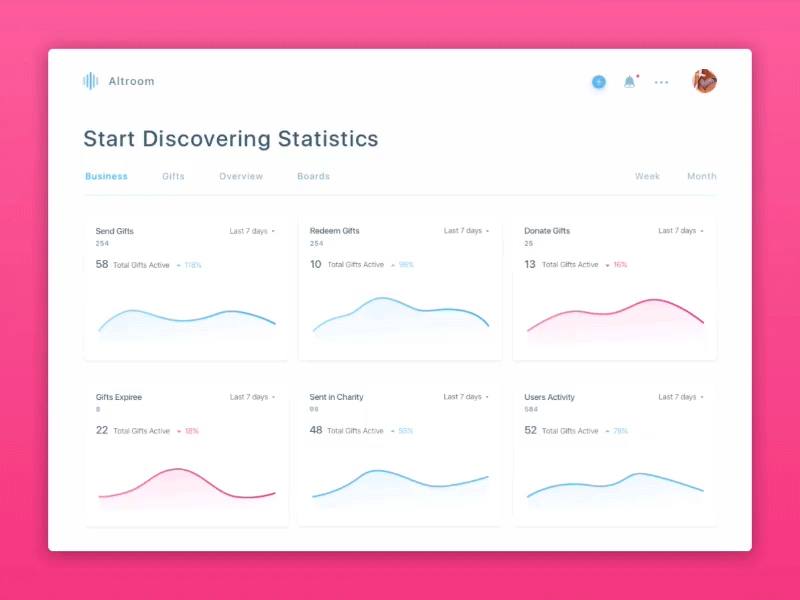 Altroom
Start Discovering Statistics
Business Gifts Overview Boards Week Month
Send Gifts Last 7 days
254
58 Total Gifts Active 118%
Redeem Gifts Last 7 days
254
10 Total Gifts Active 98%
Donate Gifts Last 7 days
25
13 Total Gifts Active 16%
Gifts Expiree Last 7 days
8
22 Total Gifts Active 18%
Sent in Charity Last 7 days
98
48 Total Gifts Active
Users Activity Last 7 days
584
52 Total Gifts Active 78%